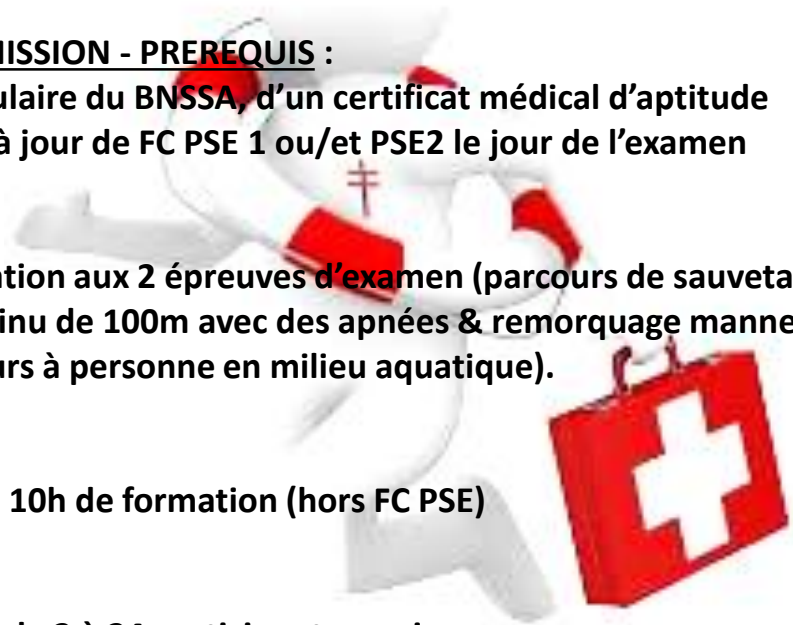 MISSION - PREREQUIS :
ulaire du BNSSA, d’un certificat médical d’aptitude
à jour de FC PSE 1 ou/et PSE2 le jour de l’examen
ation aux 2 épreuves d’examen (parcours de sauveta
inu de 100m avec des apnées & remorquage manne
urs à personne en milieu aquatique).
10h de formation (hors FC PSE)